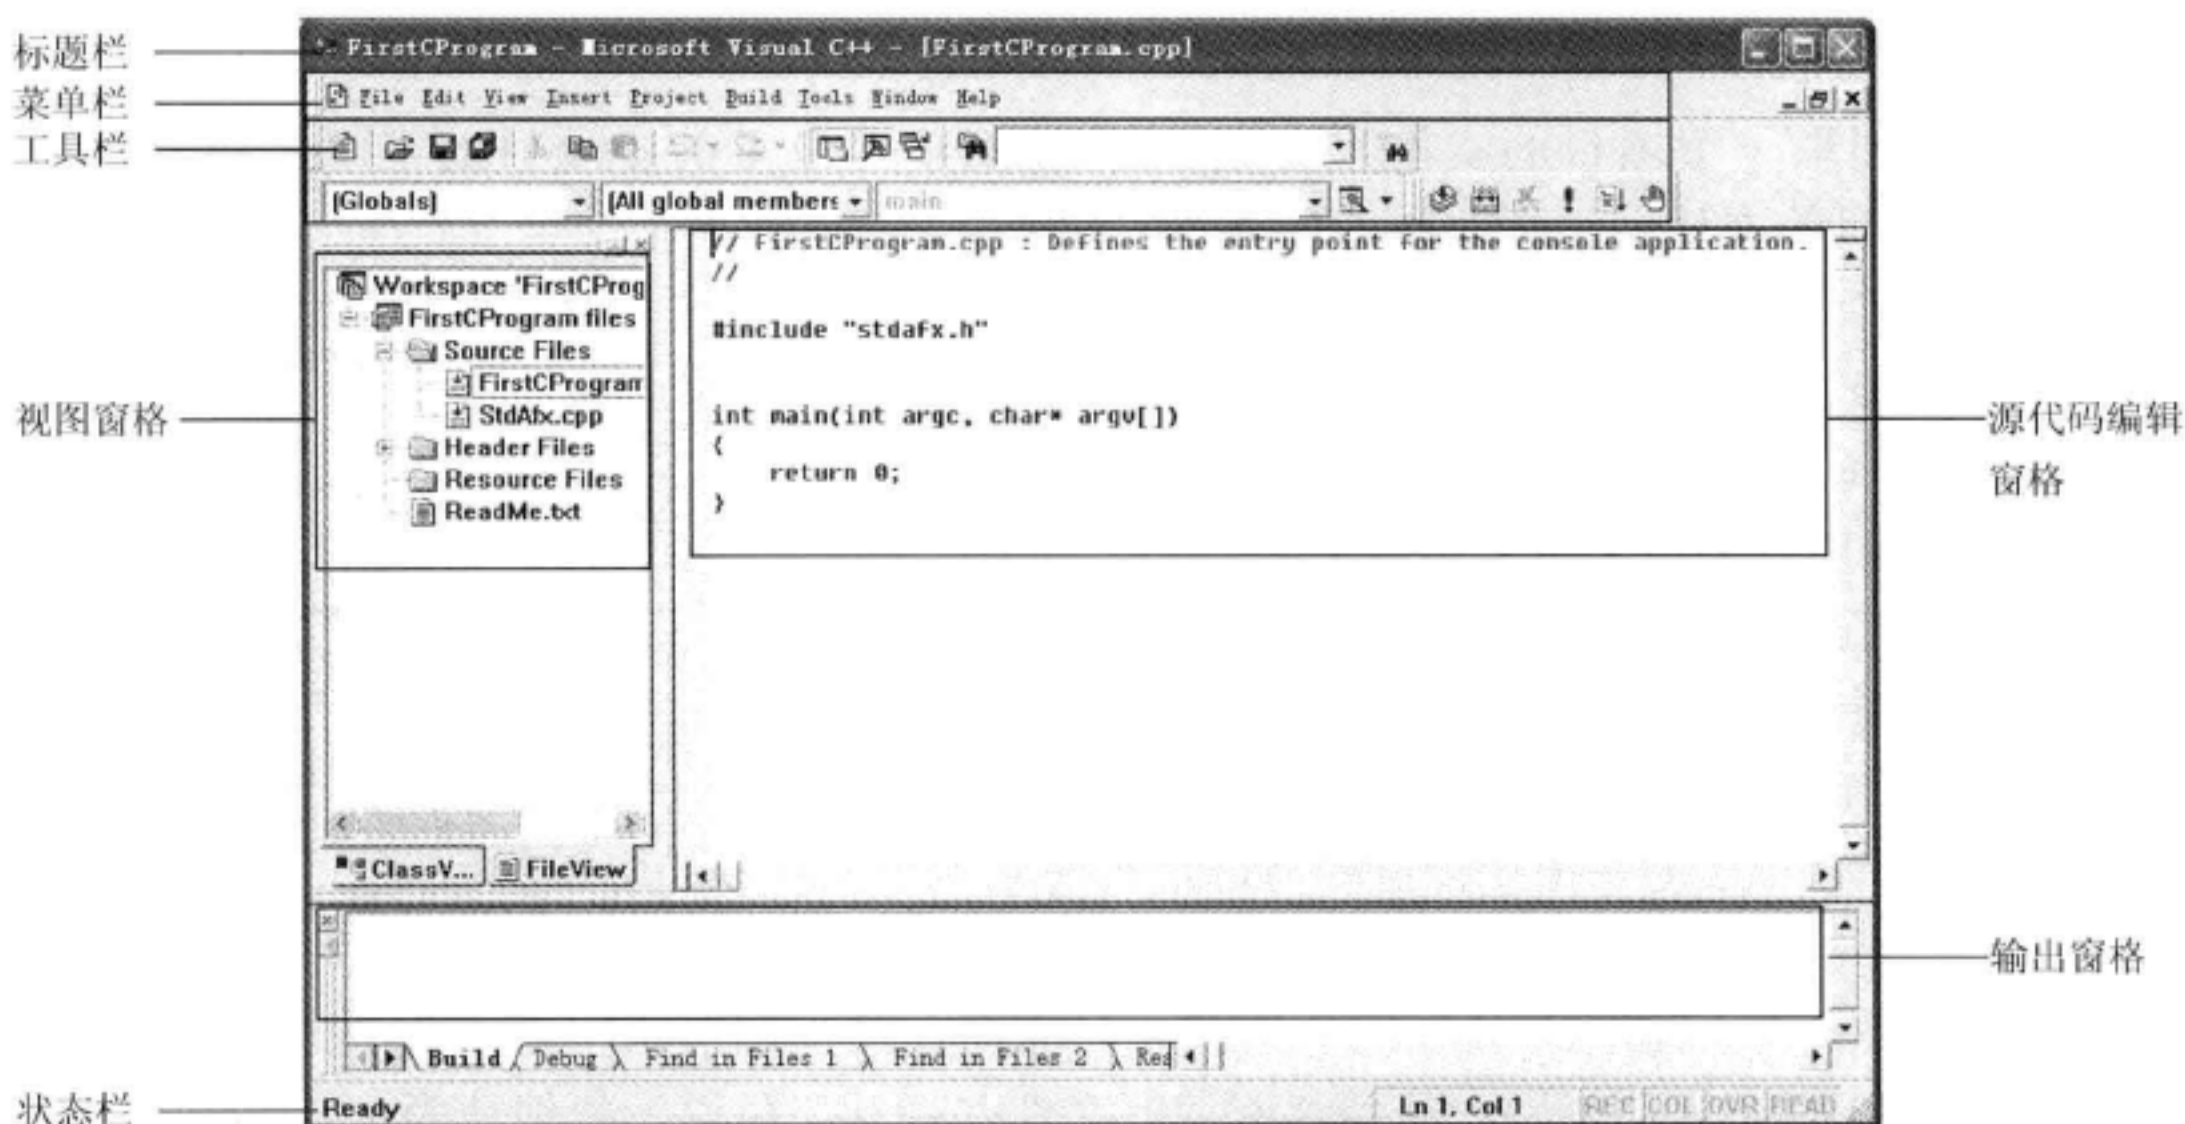 标题栏
FirstCProgram - Microsoft Visual C++ - [FirstCProgram.cpp]
菜单栏
File Edit View Insert Project Build Tools Window Help
工具栏
(Globals)
(All global members
main
视图窗格
Workspace 'FirstCProg
FirstCProgram files
Source Files
FirstCProgram
StdAfx.cpp
Header Files
Resource Files
ReadMe.txt
ClassV...
FileView
// FirstCProgram.cpp : Defines the entry point for the console application.
//
#include "stdafx.h"
int main(int argc, char* argv[])
{
return 0;
}
源代码编辑
窗格
输出窗格
Build
Debug
Find in Files 1
Find in Files 2
Res
状态栏
Ready
Ln 1, Col 1
REC COL OVR READ